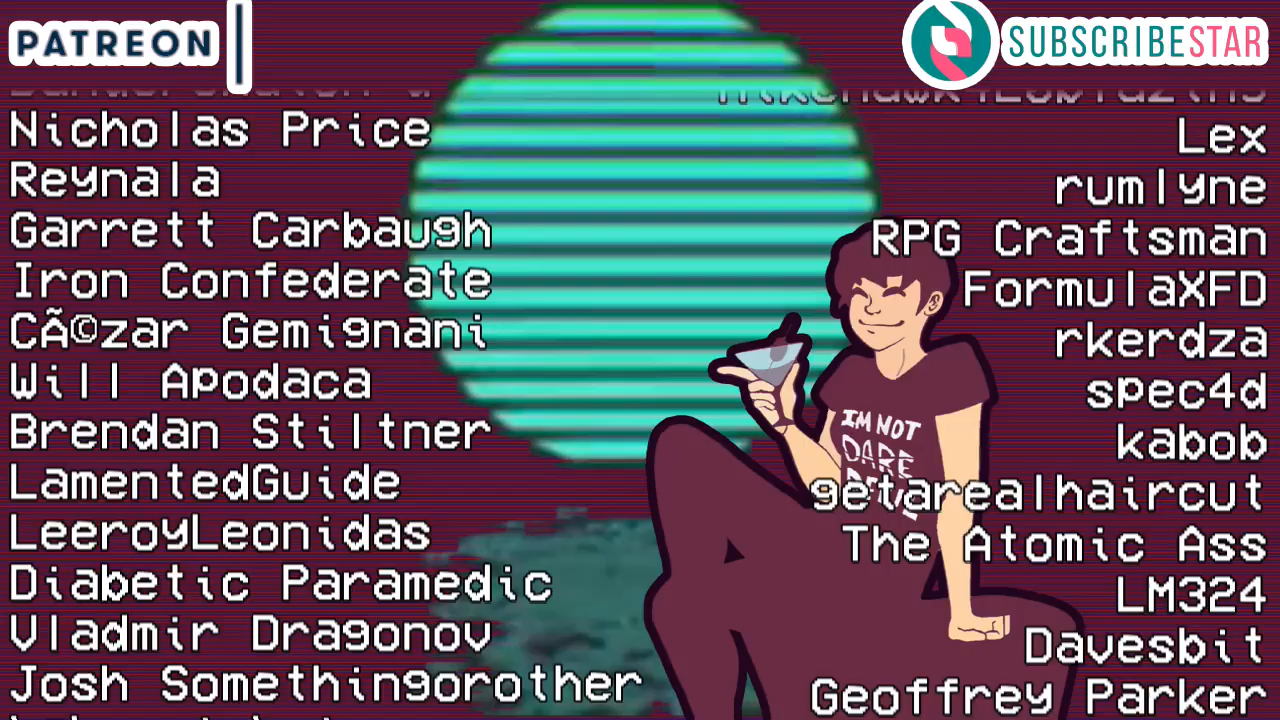 PATREON
SUBSCRIBESTAR
Nicholas Price
Reynala
Garrett Carbaugh
Iron Confederate
CÃ©zar Gemignani
Will Apodaca
Brendan Stiltner
LamentedGuide
LeeroyLeonidas
Diabetic Paramedic
Vladmir Dragonov
Josh Somethingorother
Lex
rumlyne
RPG Craftsman
FormulaXFD
rkerdza
spec4d
kabob
getarealhaircut
The Atomic Ass
LM324
Davesbit
Geoffrey Parker
IM NOT
DARE